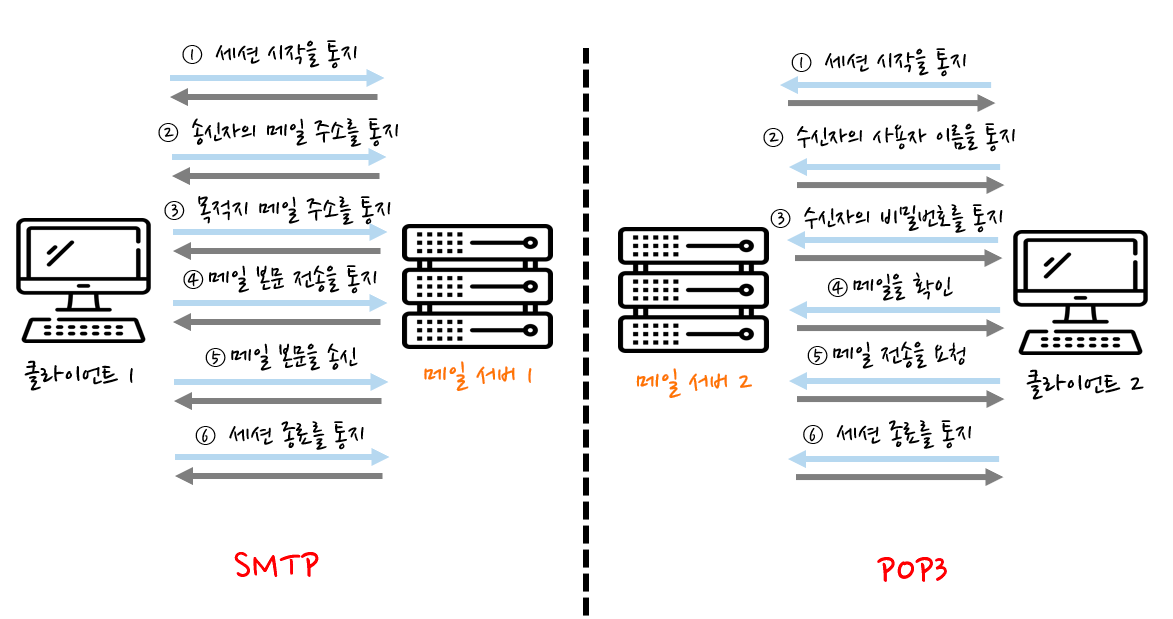 ① 세션 시작을 통지
② 송신자의 메일 주소를 통지
③ 목적지 메일 주소를 통지
④ 메일 본문 전송을 통지
⑤ 메일 본문을 송신
⑥ 세션 종료를 통지
클라이언트 1
메일 서버 1
SMTP
① 세션 시작을 통지
② 수신자의 사용자 이름을 통지
③ 수신자의 비밀번호를 통지
④ 메일을 확인
⑤ 메일 전송을 요청
⑥ 세션 종료를 통지
메일 서버 2
클라이언트 2
POP3